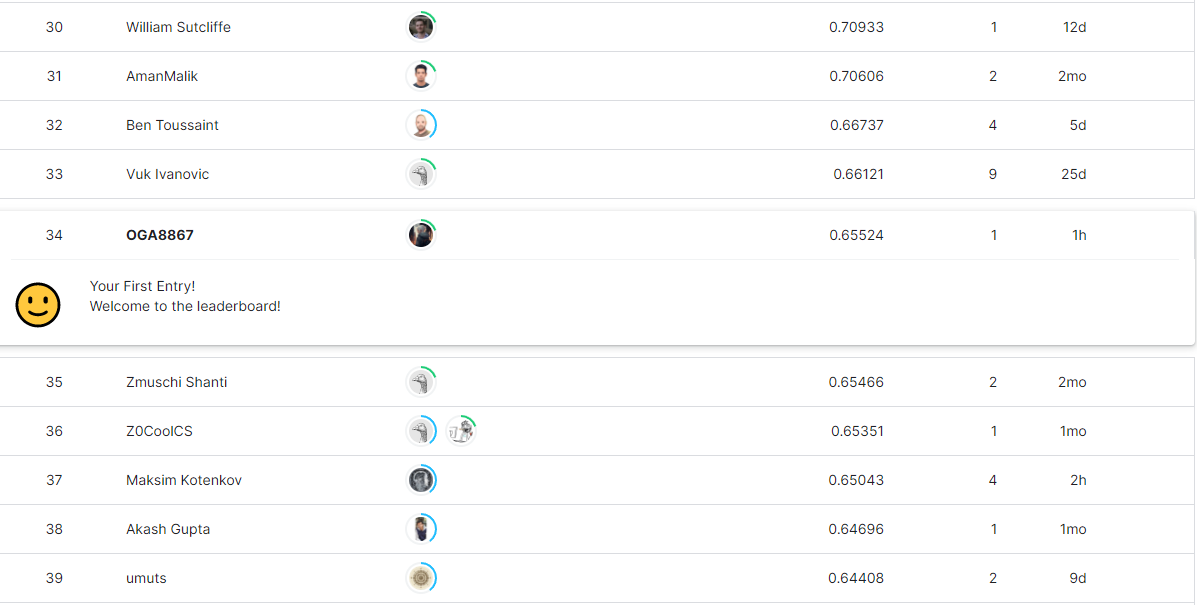 30 William Sutcliffe 0.70933 1 12d
31 AmanMalik 0.70606 2 2mo
32 Ben Toussaint 0.66737 4 5d
33 Vuk Ivanovic 0.66121 9 25d
34 OGA8867 0.65524 1 1h
Your First Entry!
Welcome to the leaderboard!
35 Zmuschi Shanti 0.65466 2 2mo
36 Z0CoolCS 0.65351 1 1mo
37 Maksim Kotenkov 0.65043 4 2h
38 Akash Gupta 0.64696 1 1mo
39 umuts 0.64408 2 9d